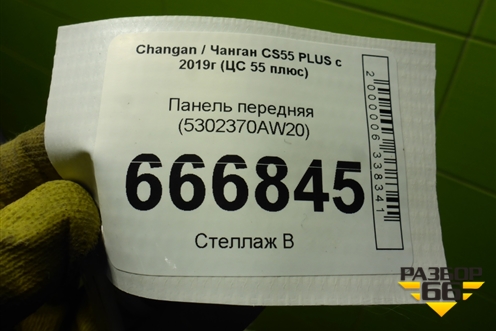 Changan / Чанган CS55 PLUS с
2019г (ЦС 55 плюс)
Панель передняя
(5302370AW20)
666845
Стеллаж В
2000006338341
РАЗБОР
66